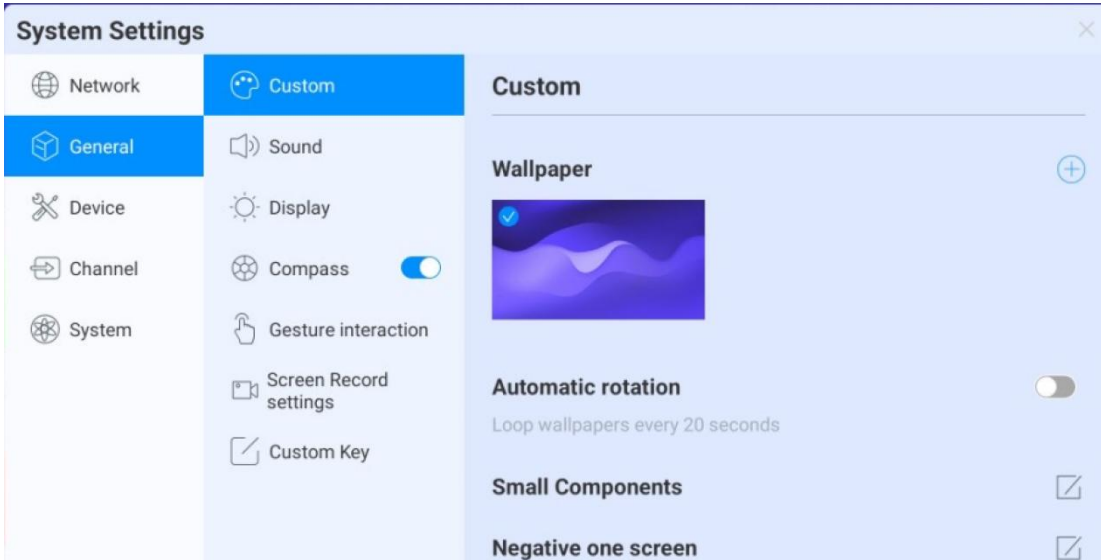 System Settings
Network
General
Device
Channel
System
Custom
Sound
Display
Compass
Gesture interaction
Screen Record
settings
Custom Key
Custom
Wallpaper
Automatic rotation
Loop wallpapers every 20 seconds
Small Components
Negative one screen